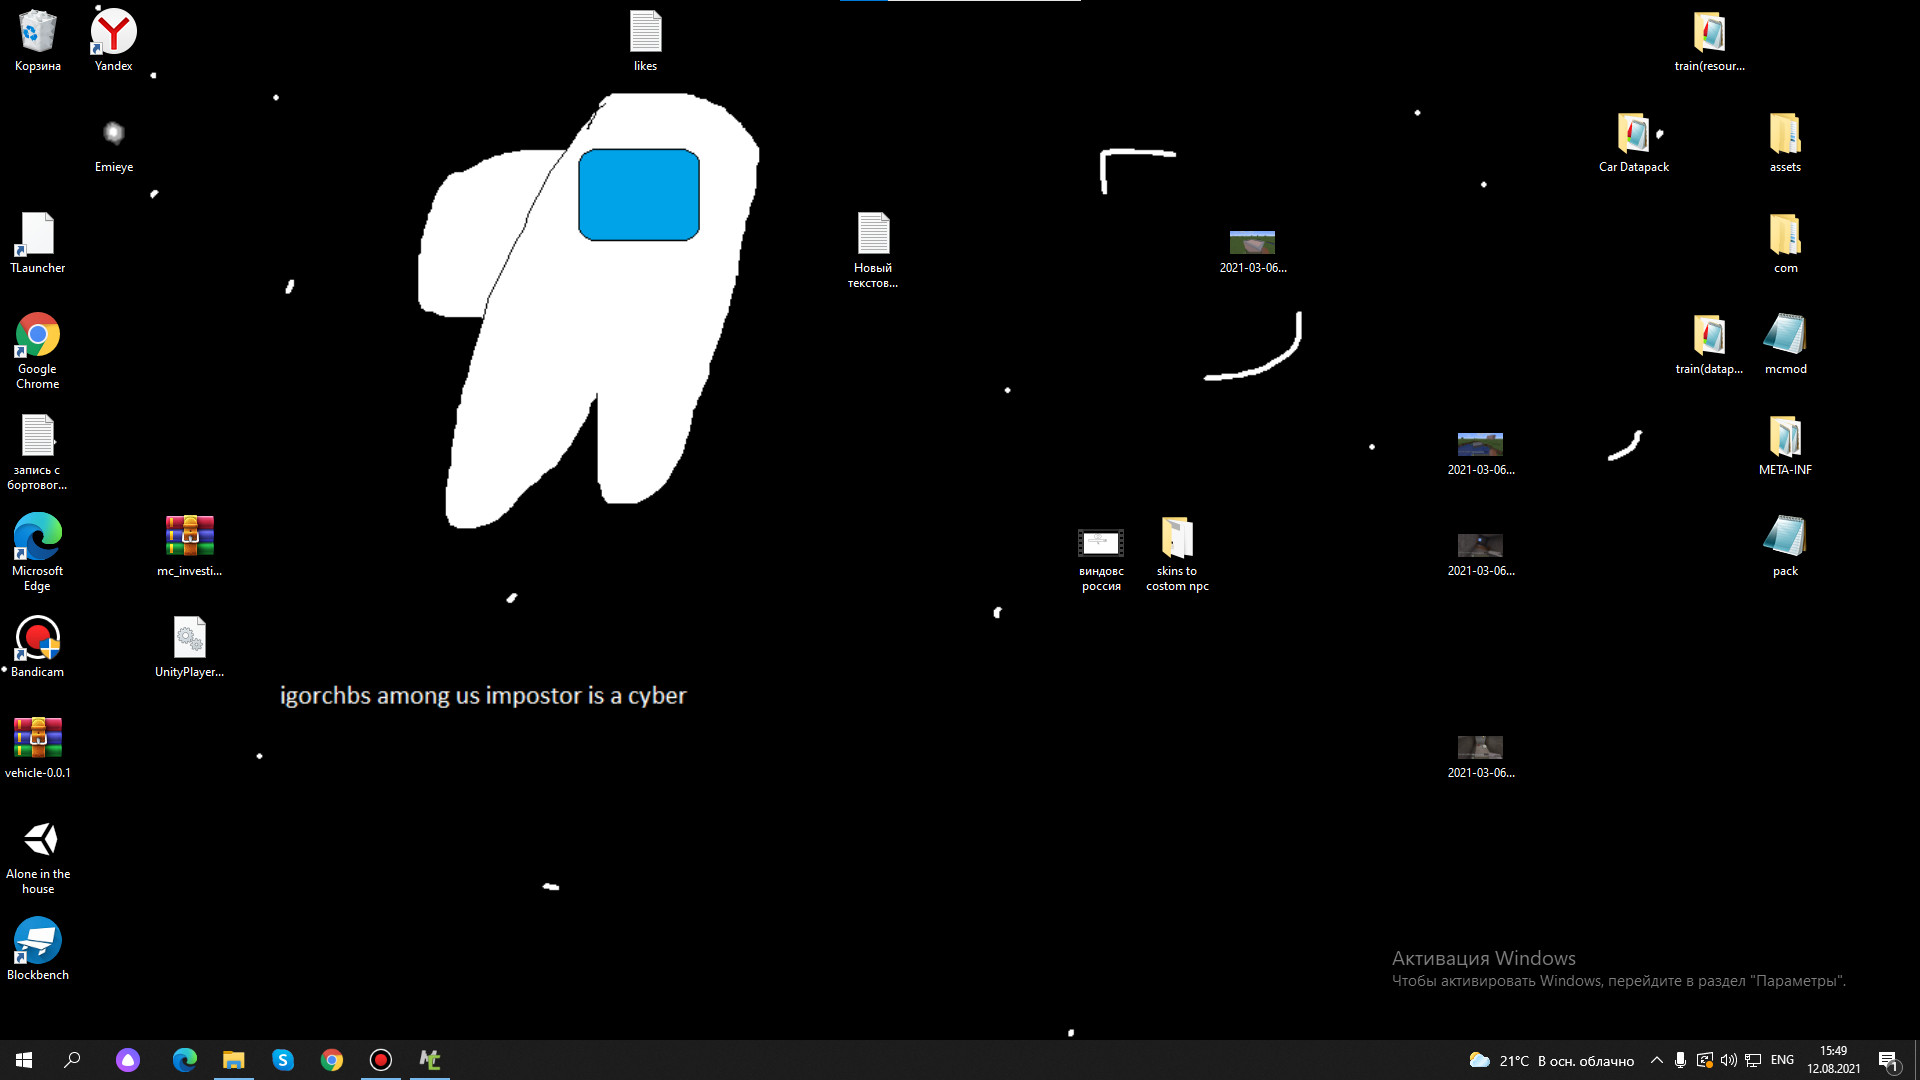 Корзина
Yandex
likes
train(resour...
Emieye
Car Datapack
assets
TLauncher
Новый
текстов...
2021-03-06...
com
Google
Chrome
train(datap...
mcmod
запись с
бортовог...
2021-03-06...
META-INF
Microsoft
Edge
mc_investi...
виндовс
россия
skins to
costom npc
2021-03-06...
pack
Bandicam
UnityPlayer...
igorchbs among us impostor is a cyber
vehicle-0.0.1
2021-03-06...
Alone in the
house
Blockbench
Активация Windows
Чтобы активировать Windows, перейдите в раздел "Параметры".
21°C В осн. облачно
ENG
15:49
12.08.2021
1